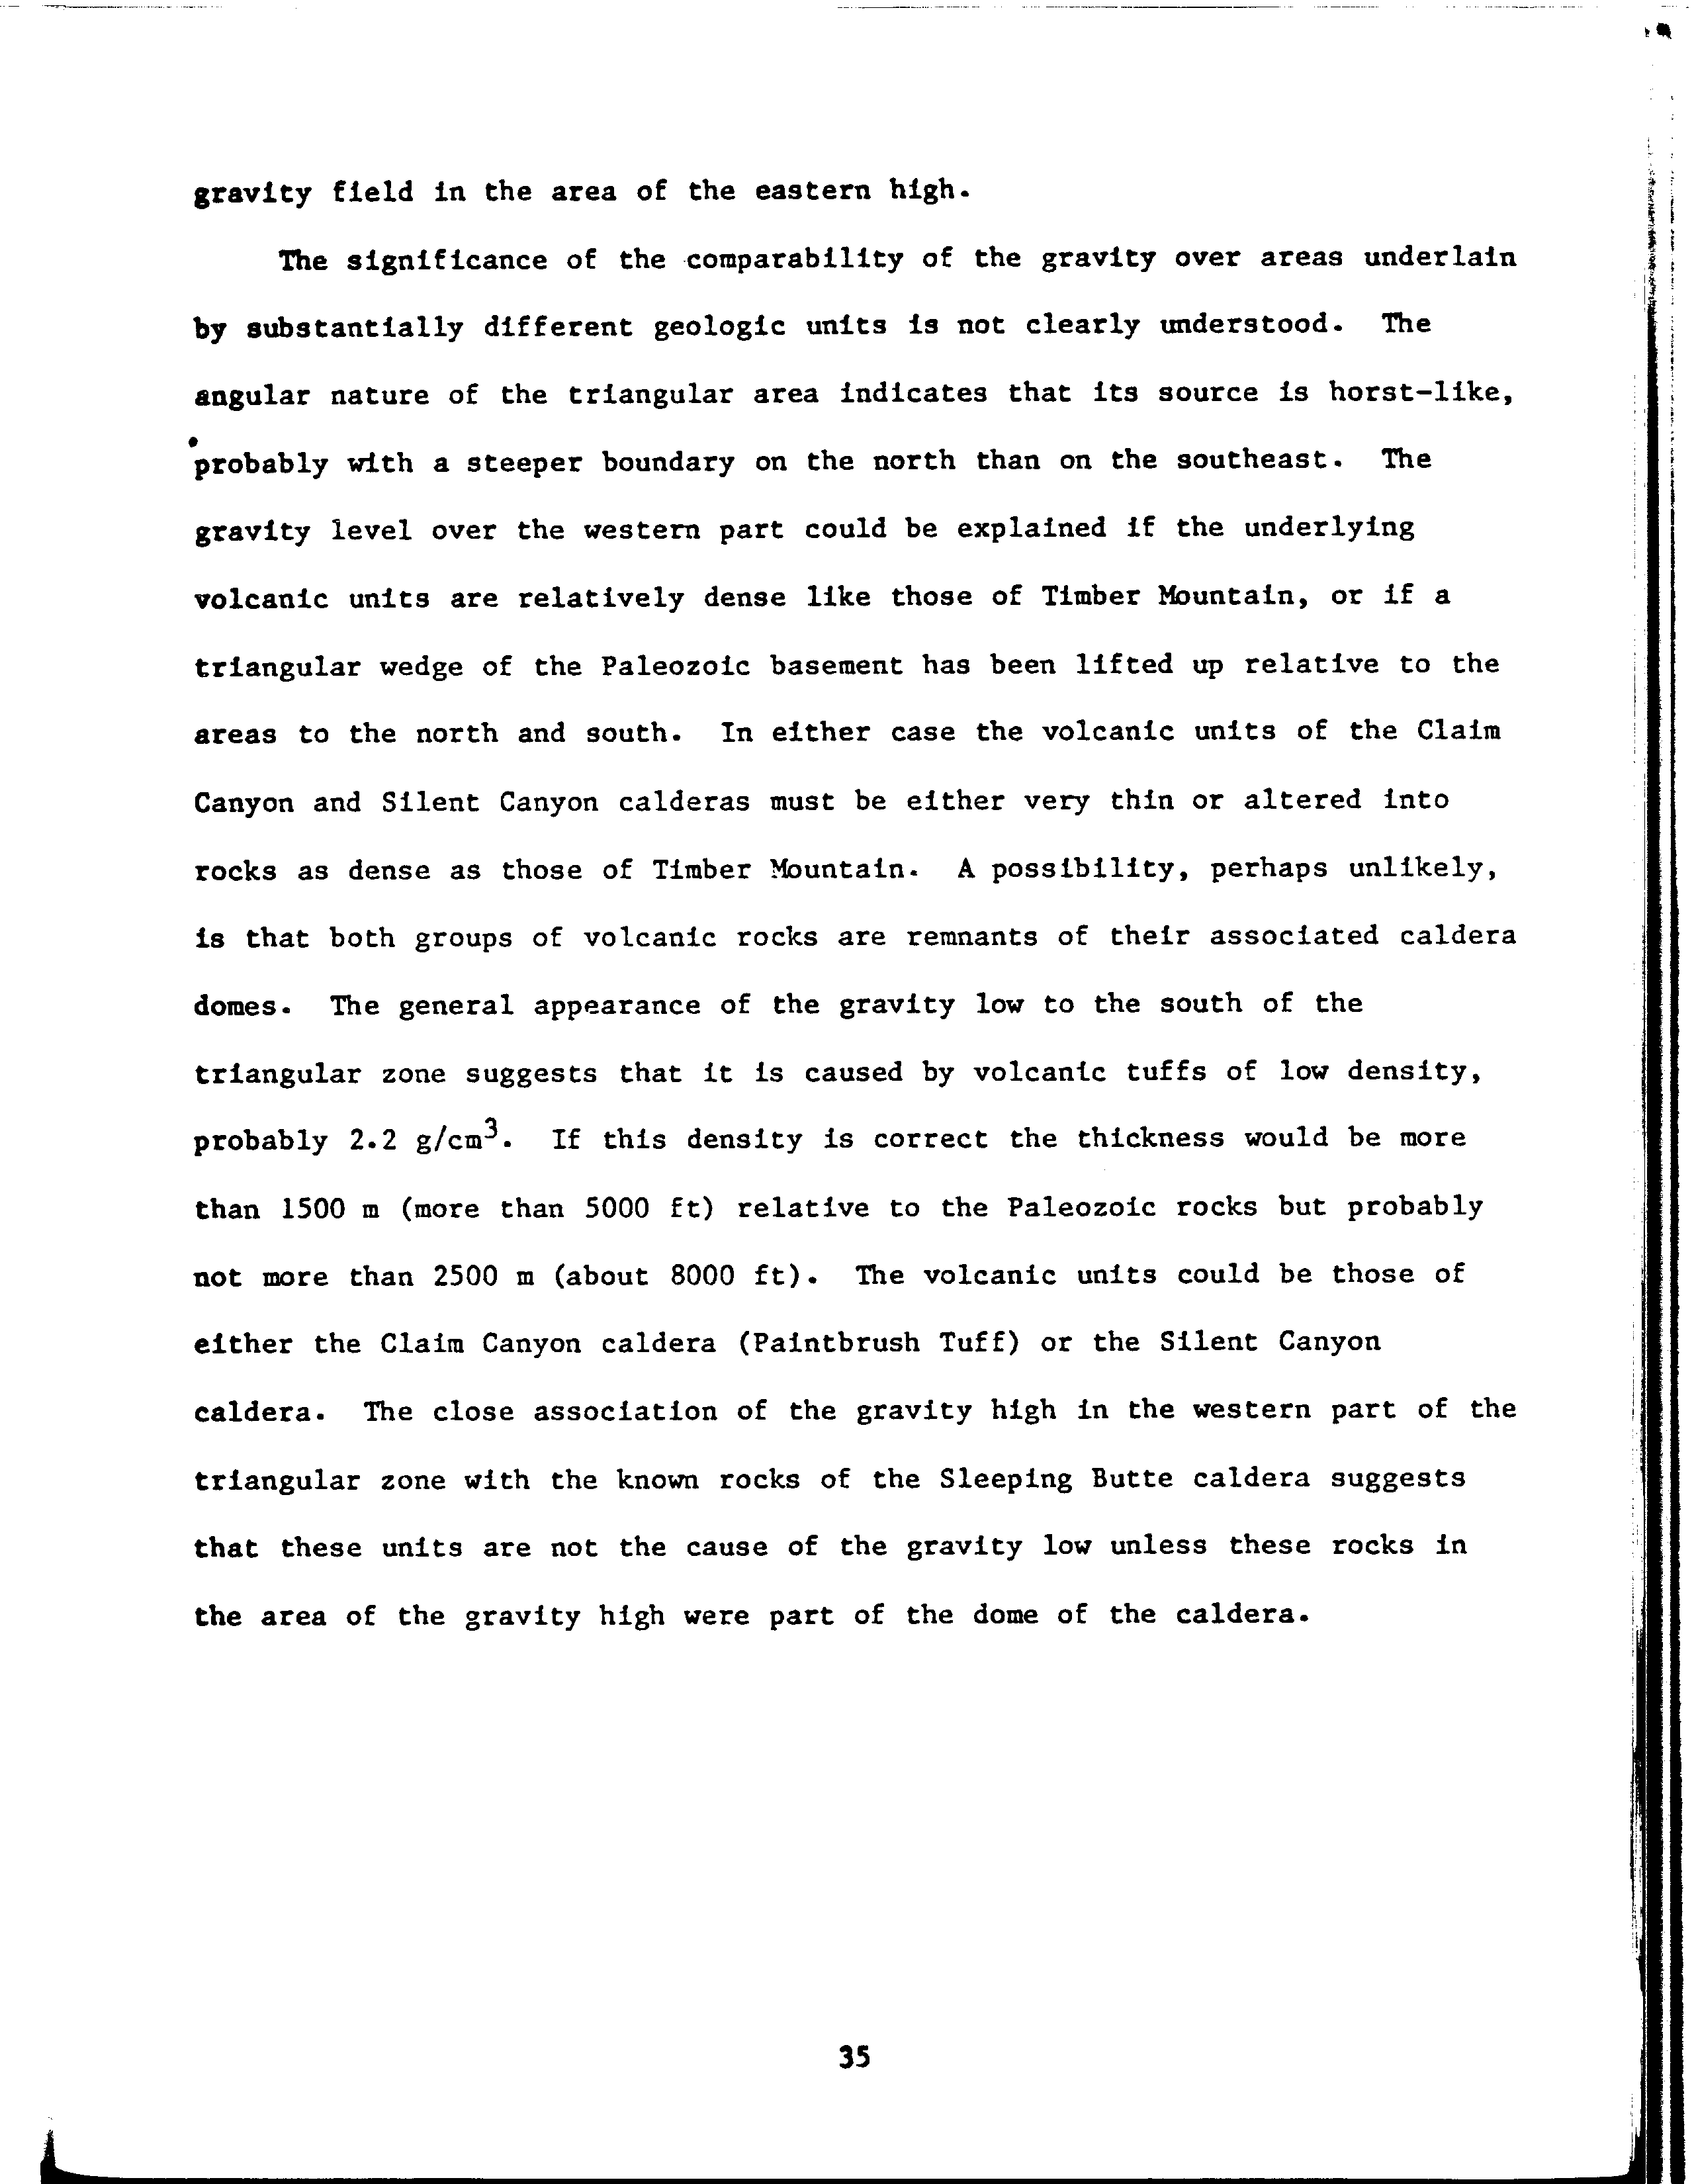 gravity field in the area of the eastern high.
The significance of the comparability of the gravity over areas underlain
by substantially different geologic units is not clearly understood. The
angular nature of the triangular area indicates that its source is horst-like,
probably with a steeper boundary on the north than on the southeast. The
gravity level over the western part could be explained if the underlying
volcanic units are relatively dense like those of Timber Mountain, or if a
triangular wedge of the Paleozoic basement has been lifted up relative to the
areas to the north and south. In either case the volcanic units of the Claim
Canyon and Silent Canyon calderas must be either very thin or altered into
rocks as dense as those of Timber Mountain. A possibility, perhaps unlikely,
is that both groups of volcanic rocks are remnants of their associated caldera
domes. The general appearance of the gravity low to the south of the
triangular zone suggests that it is caused by volcanic tuffs of low density,
probably 2.2 g/cm³. If this density is correct the thickness would be more
than 1500 m (more than 5000 ft) relative to the Paleozoic rocks but probably
not more than 2500 m (about 8000 ft). The volcanic units could be those of
either the Claim Canyon caldera (Paintbrush Tuff) or the Silent Canyon
caldera. The close association of the gravity high in the western part of the
triangular zone with the known rocks of the Sleeping Butte caldera suggests
that these units are not the cause of the gravity low unless these rocks in
the area of the gravity high were part of the dome of the caldera.
35